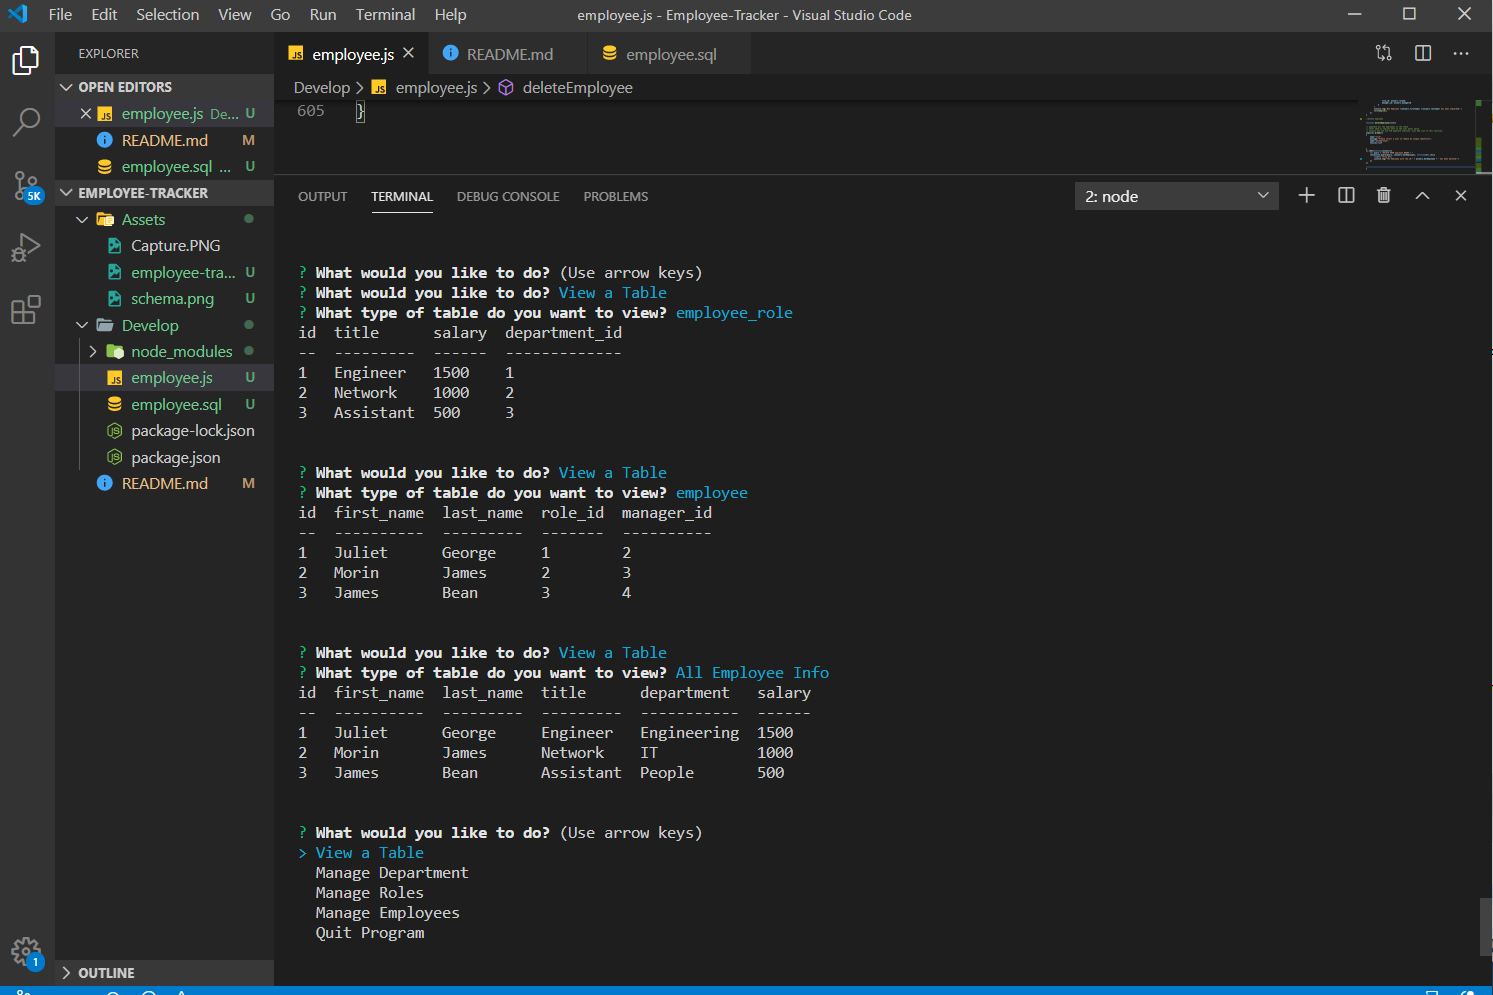 File Edit Selection View Go Run Terminal Help employee.js - Employee-Tracker - Visual Studio Code
EXPLORER
employee.js README.md employee.sql
OPEN EDITORS
Develop employee.js deleteEmployee
employee.js De... U
605 }
README.md M
employee.sql ... U
5K
EMPLOYEE-TRACKER
Assets
Capture.PNG
employee-tra... U
schema.png U
Develop
node_modules
employee.js U
employee.sql U
package-lock.json
package.json
README.md M
1
OUTLINE
OUTPUT TERMINAL DEBUG CONSOLE PROBLEMS 2: node
? What would you like to do? (Use arrow keys)
? What would you like to do? View a Table
? What type of table do you want to view? employee_role
id title salary department_id
-- --------- ------ -------------
1 Engineer 1500 1
2 Network 1000 2
3 Assistant 500 3
? What would you like to do? View a Table
? What type of table do you want to view? employee
id first_name last_name role_id manager_id
-- ---------- --------- ------- ----------
1 Juliet George 1 2
2 Morin James 2 3
3 James Bean 3 4
? What would you like to do? View a Table
? What type of table do you want to view? All Employee Info
id first_name last_name title department salary
-- ---------- --------- --------- ----------- ------
1 Juliet George Engineer Engineering 1500
2 Morin James Network IT 1000
3 James Bean Assistant People 500
? What would you like to do? (Use arrow keys)
> View a Table
Manage Department
Manage Roles
Manage Employees
Quit Program